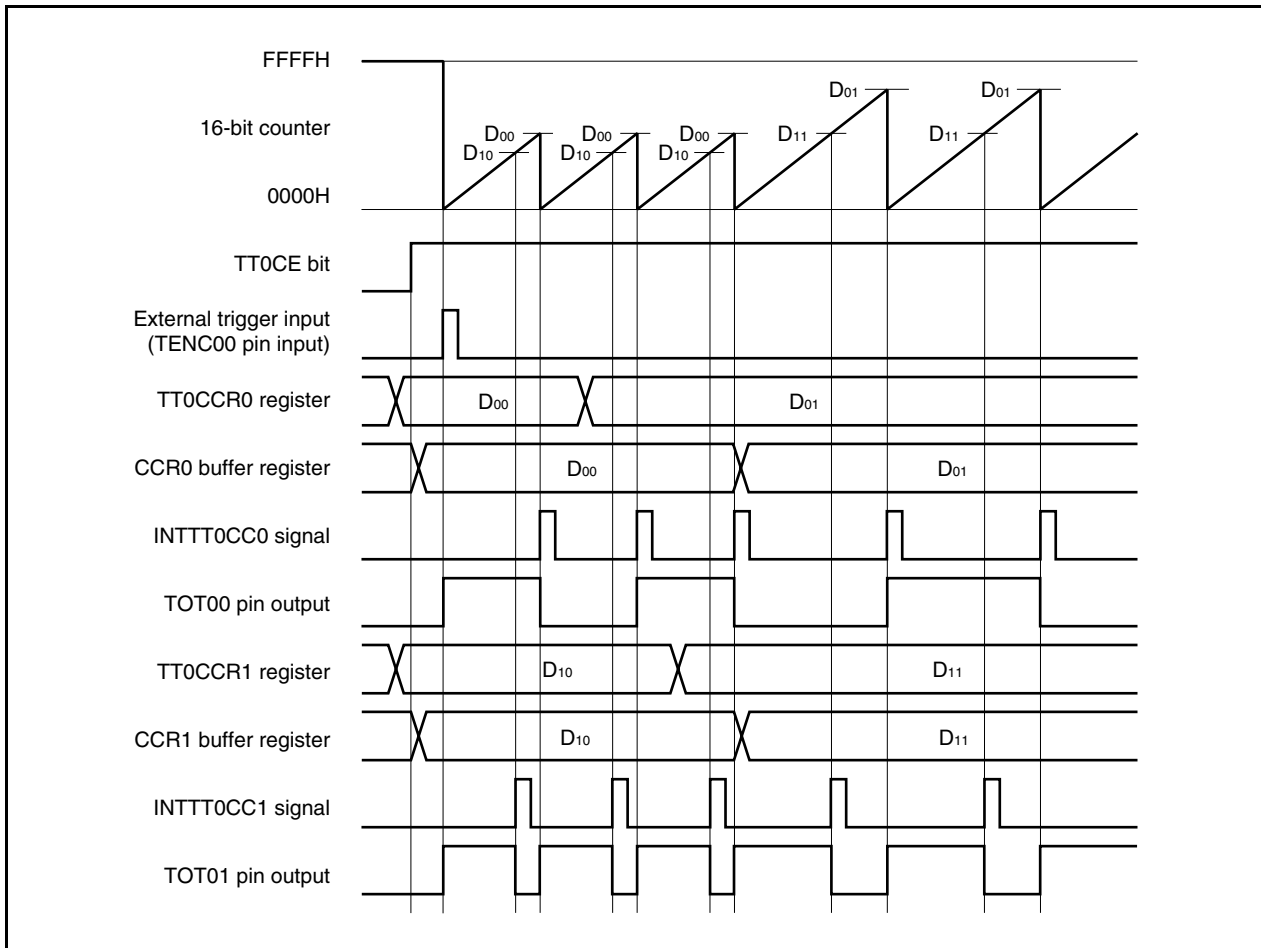 FFFFH
16-bit counter
0000H
D00 D00 D00 D01 D01
D10 D10 D10 D11 D11
TT0CE bit
External trigger input
(TENC00 pin input)
TT0CCR0 register
D00 D01
CCR0 buffer register
D00 D01
INTTT0CC0 signal
TOT00 pin output
TT0CCR1 register
D10 D11
CCR1 buffer register
D10 D11
INTTT0CC1 signal
TOT01 pin output